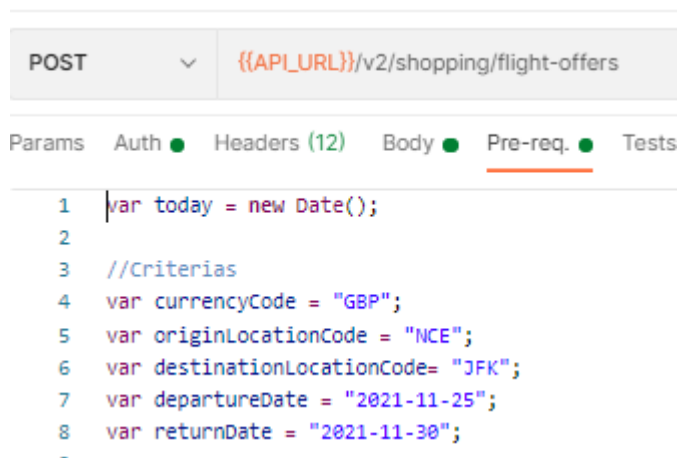 POST {{API_URL}}/v2/shopping/flight-offers
Params Auth Headers (12) Body Pre-req. Tests
1 var today = new Date();
2
3 //Criterias
4 var currencyCode = "GBP";
5 var originLocationCode = "NCE";
6 var destinationLocationCode= "JFK";
7 var departureDate = "2021-11-25";
8 var returnDate = "2021-11-30";